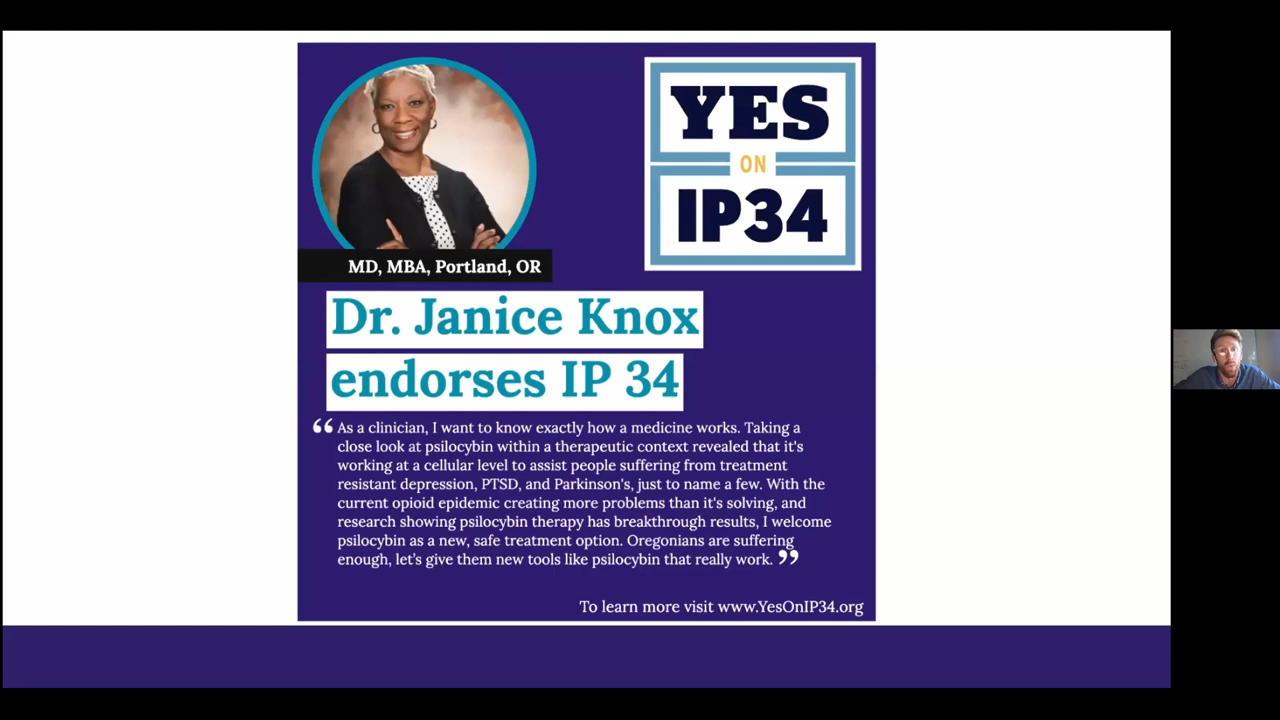 YES
ON
IP34
MD, MBA, Portland, OR
Dr. Janice Knox
endorses IP 34
“ As a clinician, I want to know exactly how a medicine works. Taking a
close look at psilocybin within a therapeutic context revealed that it's
working at a cellular level to assist people suffering from treatment
resistant depression, PTSD, and Parkinson's, just to name a few. With the
current opioid epidemic creating more problems than it's solving, and
research showing psilocybin therapy has breakthrough results, I welcome
psilocybin as a new, safe treatment option. Oregonians are suffering
enough, let's give them new tools like psilocybin that really work. ”
To learn more visit www.YesOnIP34.org